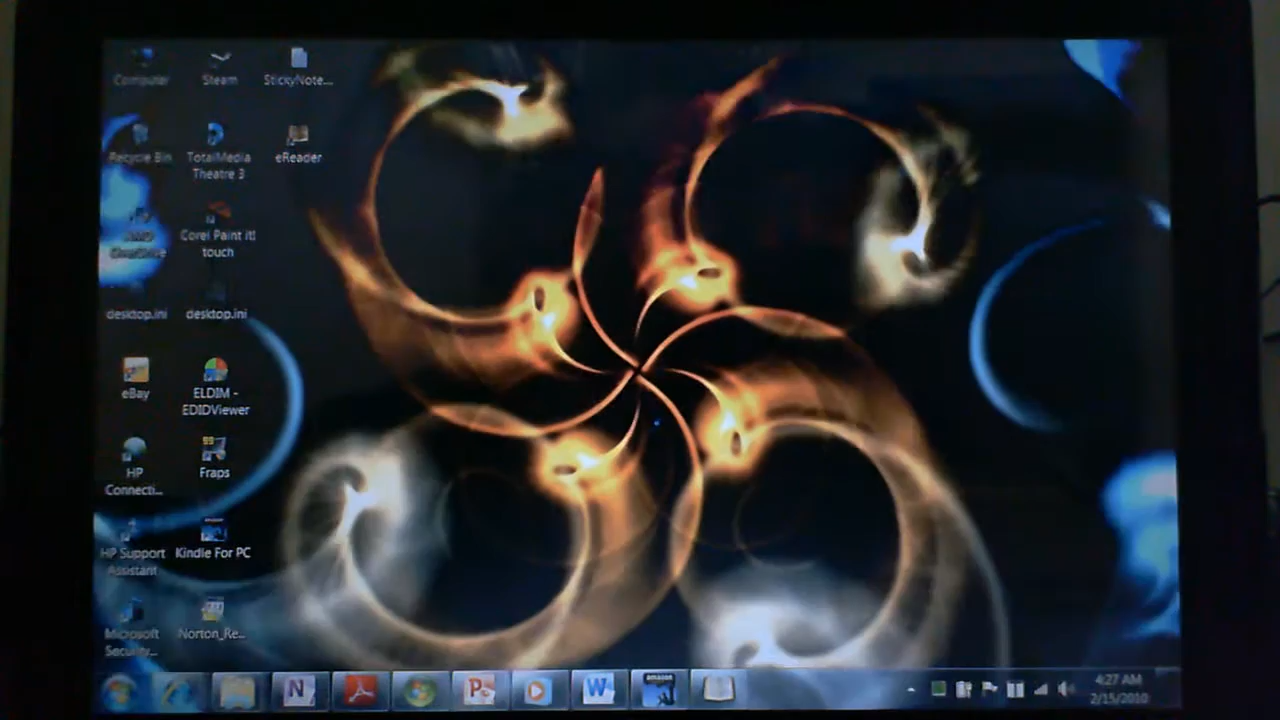 Computer
Steam
StickyNote...
Recycle Bin
TotalMedia
Theatre 3
eReader
OverDrive
Corel Paint it!
touch
desktop.ini
desktop.ini
eBay
ELDIM -
EDIDViewer
HP
Connecti...
Fraps
HP Support
Assistant
Kindle For PC
Microsoft
Security...
Norton_Re...
amazon
4:27 AM
2/15/2010